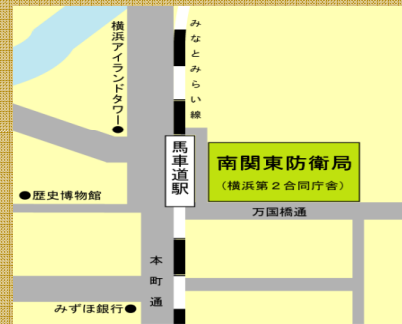 横浜アイランドタワー
みなとみらい線
馬車道駅
南関東防衛局
(横浜第２合同庁舎)
歴史博物館
万国橋通
本町通
みずほ銀行